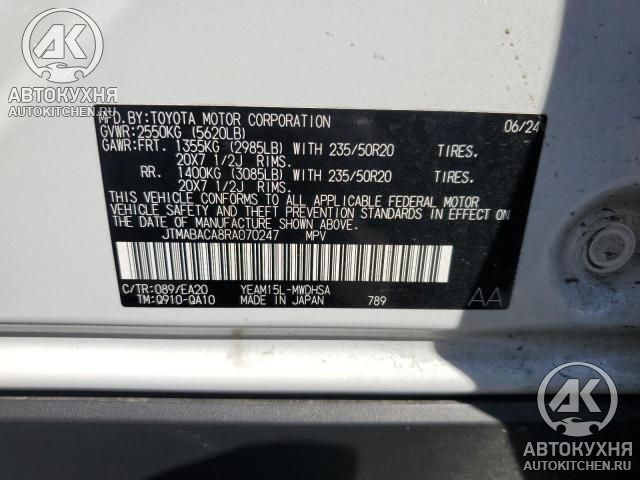 АК
АВТОКУХНЯ
AUTOKITCHEN.RU
MFD.BY:TOYOTA MOTOR CORPORATION 06/24
GVWR:2550KG (5620LB)
GAWR:FRT. 1355KG (2985LB) WITH 235/50R20 TIRES.
20X7 1/2J RIMS.
RR. 1400KG (3085LB) WITH 235/50R20 TIRES.
20X7 1/2J RIMS.
THIS VEHICLE CONFORMS TO ALL APPLICABLE FEDERAL MOTOR
VEHICLE SAFETY AND THEFT PREVENTION STANDARDS IN EFFECT
ON THE DATE OF MANUFACTURE SHOWN ABOVE.
JTMABACA8RA070247 MPV
C/TR:089/EA20 YEAM15L-MWDHSA
TM:Q910-QA10 MADE IN JAPAN 789 AA
АК
АВТОКУХНЯ
AUTOKITCHEN.RU